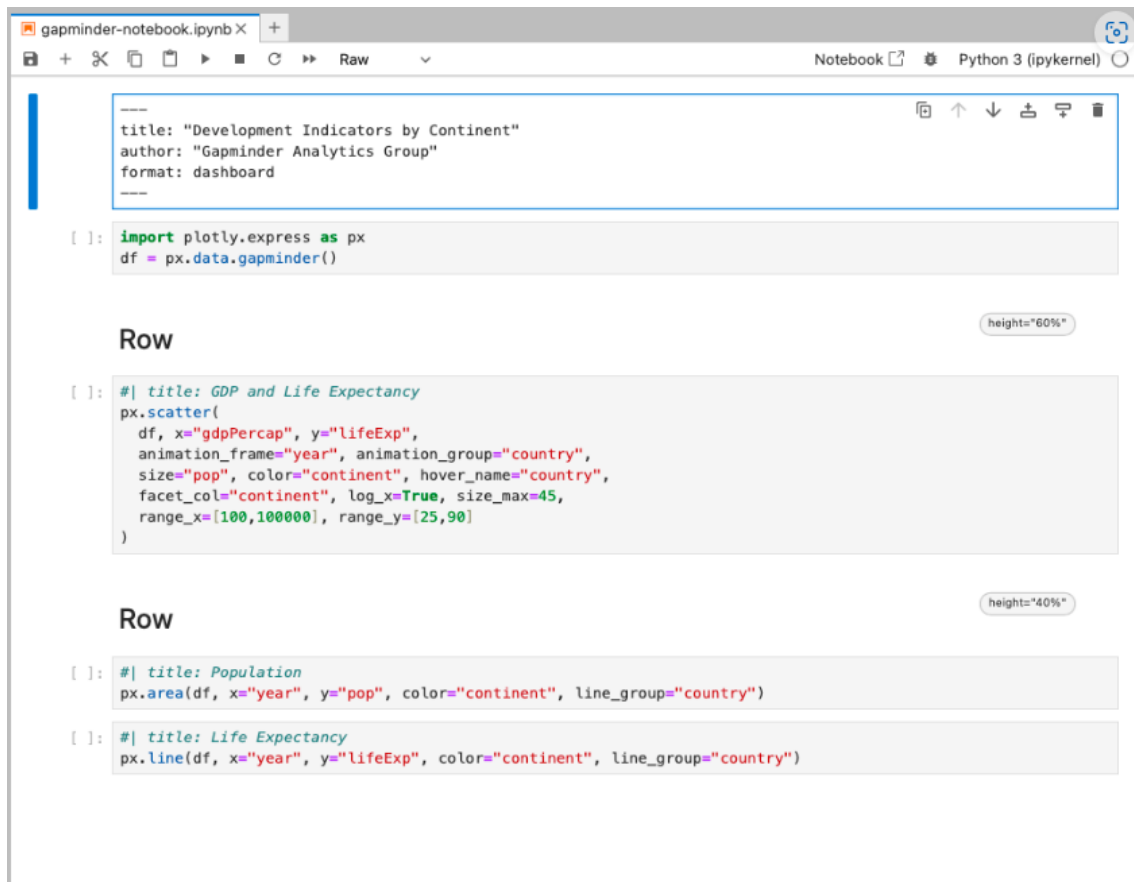 gapminder-notebook.ipynb
Raw
Notebook
Python 3 (ipykernel)
---
title: "Development Indicators by Continent"
author: "Gapminder Analytics Group"
format: dashboard
---
[ ]: import plotly.express as px
df = px.data.gapminder()
Row
height="60%"
[ ]: #| title: GDP and Life Expectancy
px.scatter(
  df, x="gdpPercap", y="lifeExp",
  animation_frame="year", animation_group="country",
  size="pop", color="continent", hover_name="country",
  facet_col="continent", log_x=True, size_max=45,
  range_x=[100,100000], range_y=[25,90]
)
Row
height="40%"
[ ]: #| title: Population
px.area(df, x="year", y="pop", color="continent", line_group="country")
[ ]: #| title: Life Expectancy
px.line(df, x="year", y="lifeExp", color="continent", line_group="country")